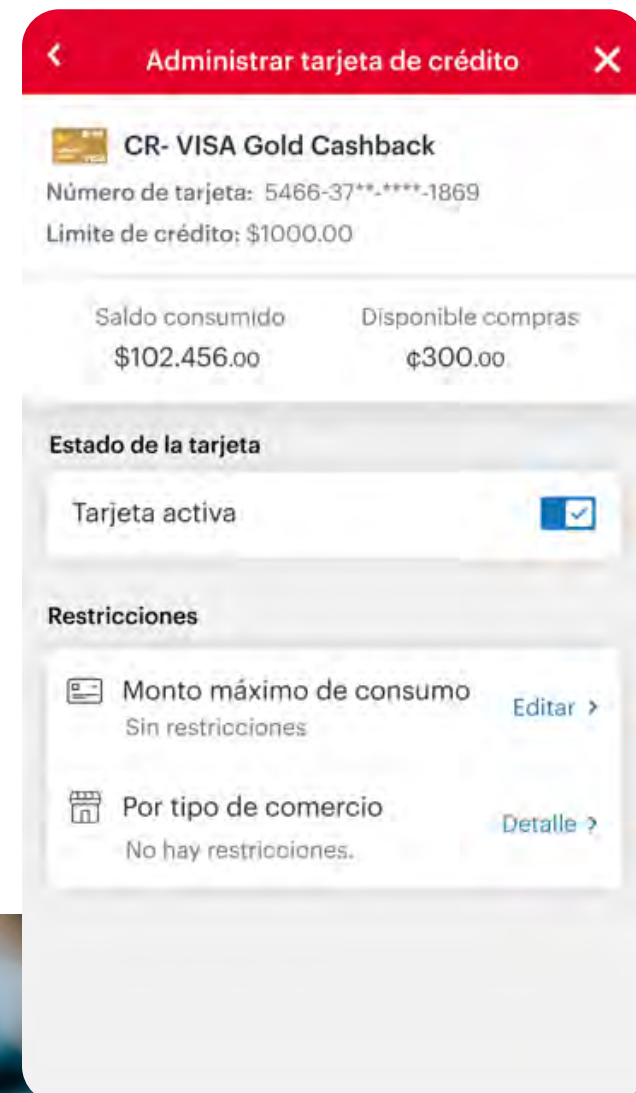 Administrar tarjeta de crédito
CR- VISA Gold Cashback
Número de tarjeta: 5466-37**-****-1869
Limite de crédito: $1000.00
Saldo consumido Disponible compras
$102.456.00 ¢300.00
Estado de la tarjeta
Tarjeta activa
Restricciones
Monto máximo de consumo
Editar >
Sin restricciones
Por tipo de comercio
Detalle >
No hay restricciones.